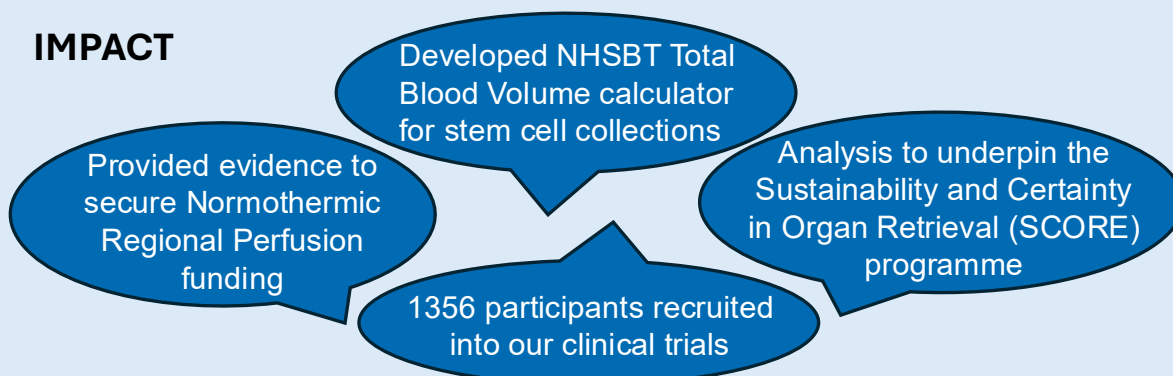 IMPACT
Developed NHSBT Total
Blood Volume calculator
for stem cell collections
Provided evidence to
secure Normothermic
Regional Perfusion
funding
Analysis to underpin the
Sustainability and Certainty
in Organ Retrieval (SCORE)
programme
1356 participants recruited
into our clinical trials